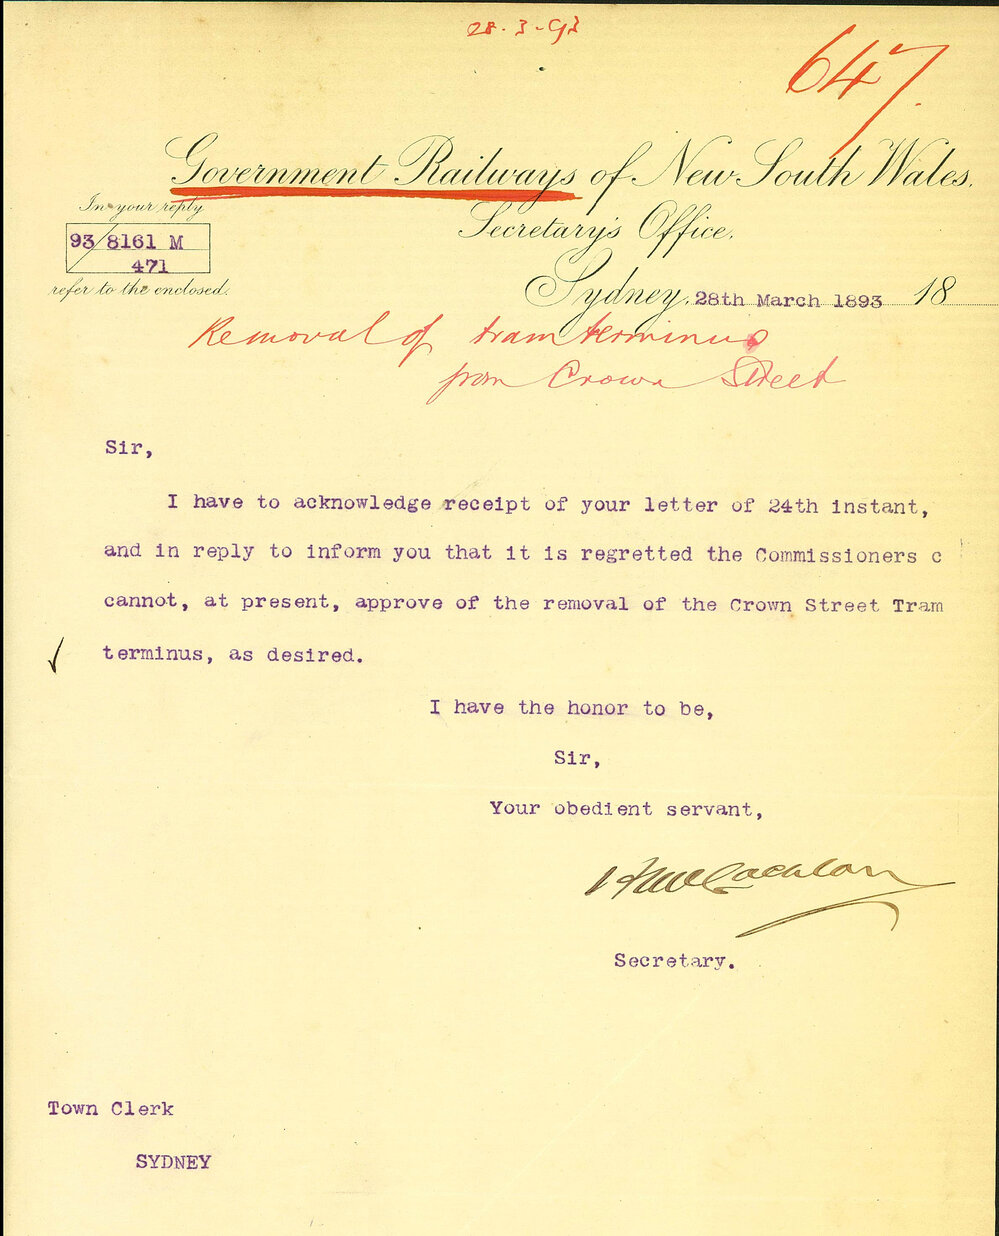 28.3.93
647
Government Railways of New South Wales.
Secretary's Office.
In your reply
93/8161 M
471
refer to the enclosed.
Sydney, 28th March 1893 18
Removal of tram terminus
from Crown Street
Sir,
I have to acknowledge receipt of your letter of 24th instant,
and in reply to inform you that it is regretted the Commissioners c
cannot, at present, approve of the removal of the Crown Street Tram
terminus, as desired.
I have the honor to be,
Sir,
Your obedient servant,
H McLachlan
Secretary.
Town Clerk
SYDNEY